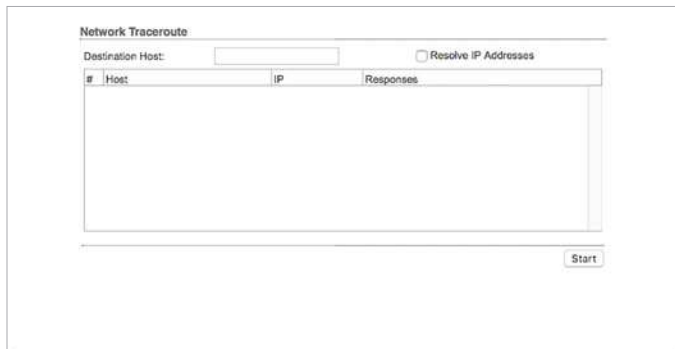 Network Traceroute
Destination Host: Resolve IP Addresses
# Host IP Responses
Start